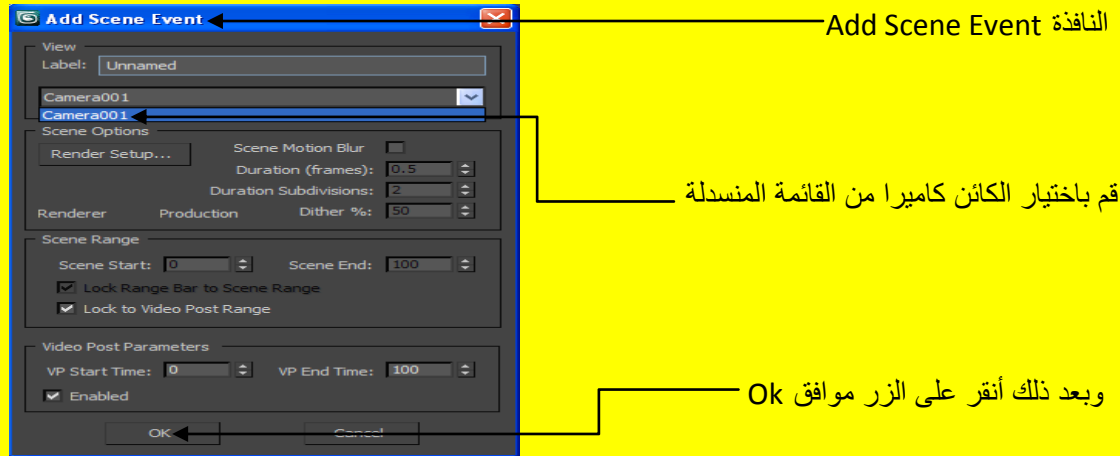 Add Scene Event
النافذة Add Scene Event
View
Label: Unnamed
Camera001
Camera001
قم باختيار الكائن كاميرا من القائمة المنسدلة
Scene Options
Render Setup...
Scene Motion Blur
Duration (frames): 0.5
Duration Subdivisions: 2
Renderer Production Dither %: 50
Scene Range
Scene Start: 0 Scene End: 100
Lock Range Bar to Scene Range
Lock to Video Post Range
Video Post Parameters
VP Start Time: 0 VP End Time: 100
Enabled
وبعد ذلك أنقر على الزر موافق Ok
OK Cancel